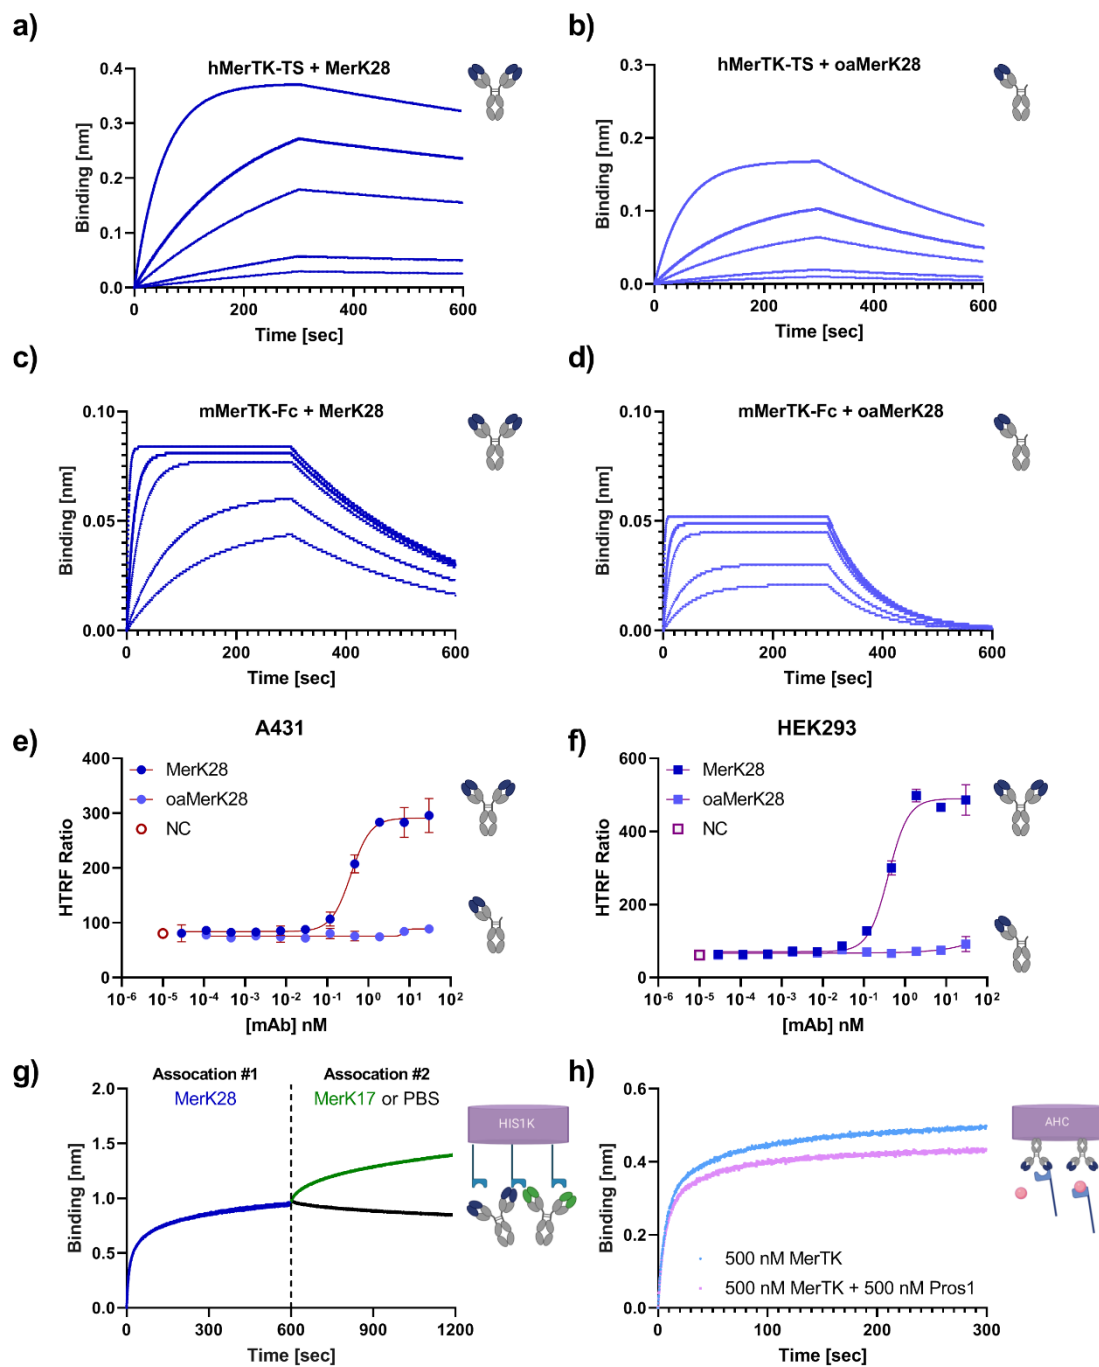 a)
hMerTK-TS + MerK28
Binding [nm]
0.4
0.3
0.2
0.1
0.0
0 200 400 600
Time [sec]
b)
hMerTK-TS + oaMerK28
Binding [nm]
0.3
0.2
0.1
0.0
0 200 400 600
Time [sec]
c)
mMerTK-Fc + MerK28
Binding [nm]
0.10
0.05
0.00
0 200 400 600
Time [sec]
d)
mMerTK-Fc + oaMerK28
Binding [nm]
0.10
0.05
0.00
0 200 400 600
Time [sec]
e)
A431
HTRF Ratio
400
300
200
100
0
MerK28
oaMerK28
NC
10⁻⁶ 10⁻⁵ 10⁻⁴ 10⁻³ 10⁻² 10⁻¹ 10⁰ 10¹ 10²
[mAb] nM
f)
HEK293
HTRF Ratio
600
400
200
0
MerK28
oaMerK28
NC
10⁻⁶ 10⁻⁵ 10⁻⁴ 10⁻³ 10⁻² 10⁻¹ 10⁰ 10¹ 10²
[mAb] nM
g)
Assocation #1 Assocation #2
MerK28 MerK17 or PBS
Binding [nm]
2.0
1.5
1.0
0.5
0.0
0 300 600 900 1200
Time [sec]
HIS1K
h)
Binding [nm]
0.6
0.4
0.2
0.0
500 nM MerTK
500 nM MerTK + 500 nM Pros1
0 100 200 300
Time [sec]
AHC